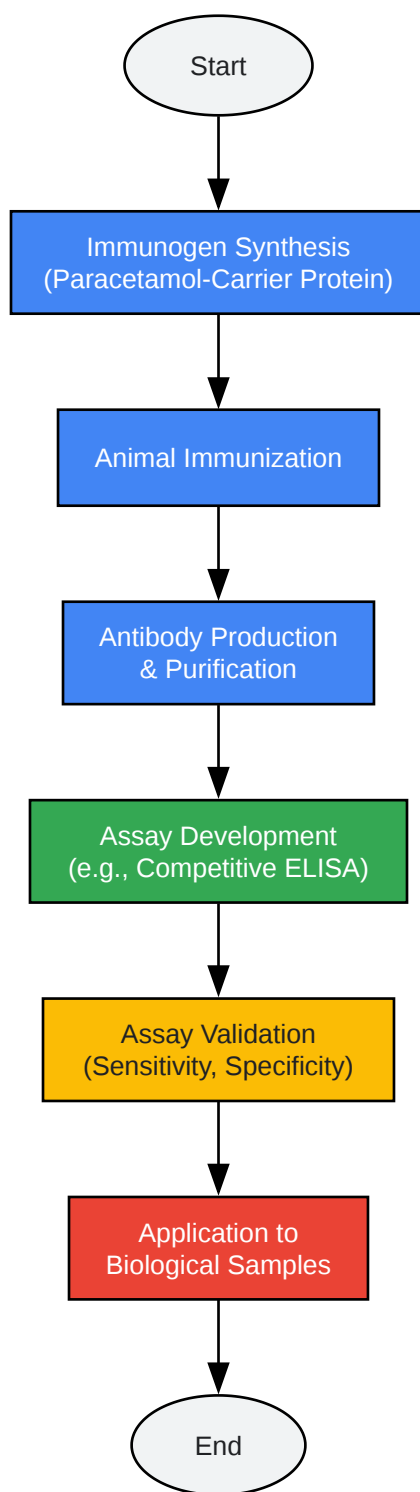 Start
Immunogen Synthesis
(Paracetamol-Carrier Protein)
Animal Immunization
Antibody Production
& Purification
Assay Development
(e.g., Competitive ELISA)
Assay Validation
(Sensitivity, Specificity)
Application to
Biological Samples
End